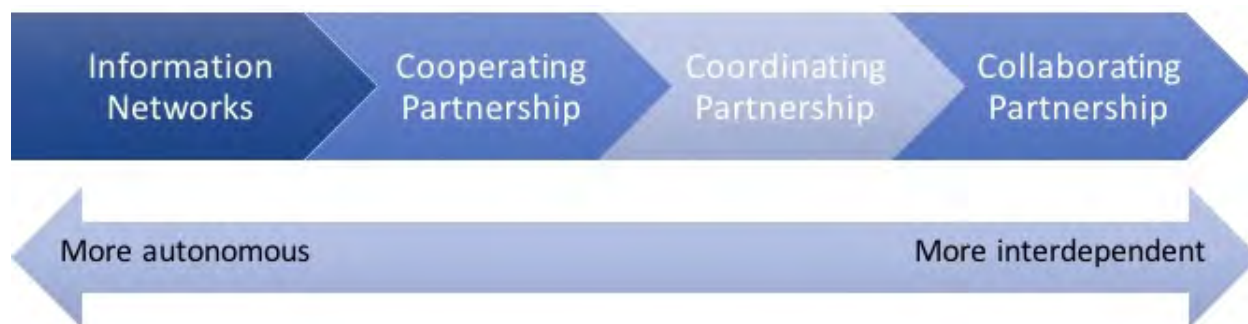 Information
Networks
Cooperating
Partnership
Coordinating
Partnership
Collaborating
Partnership
More autonomous
More interdependent